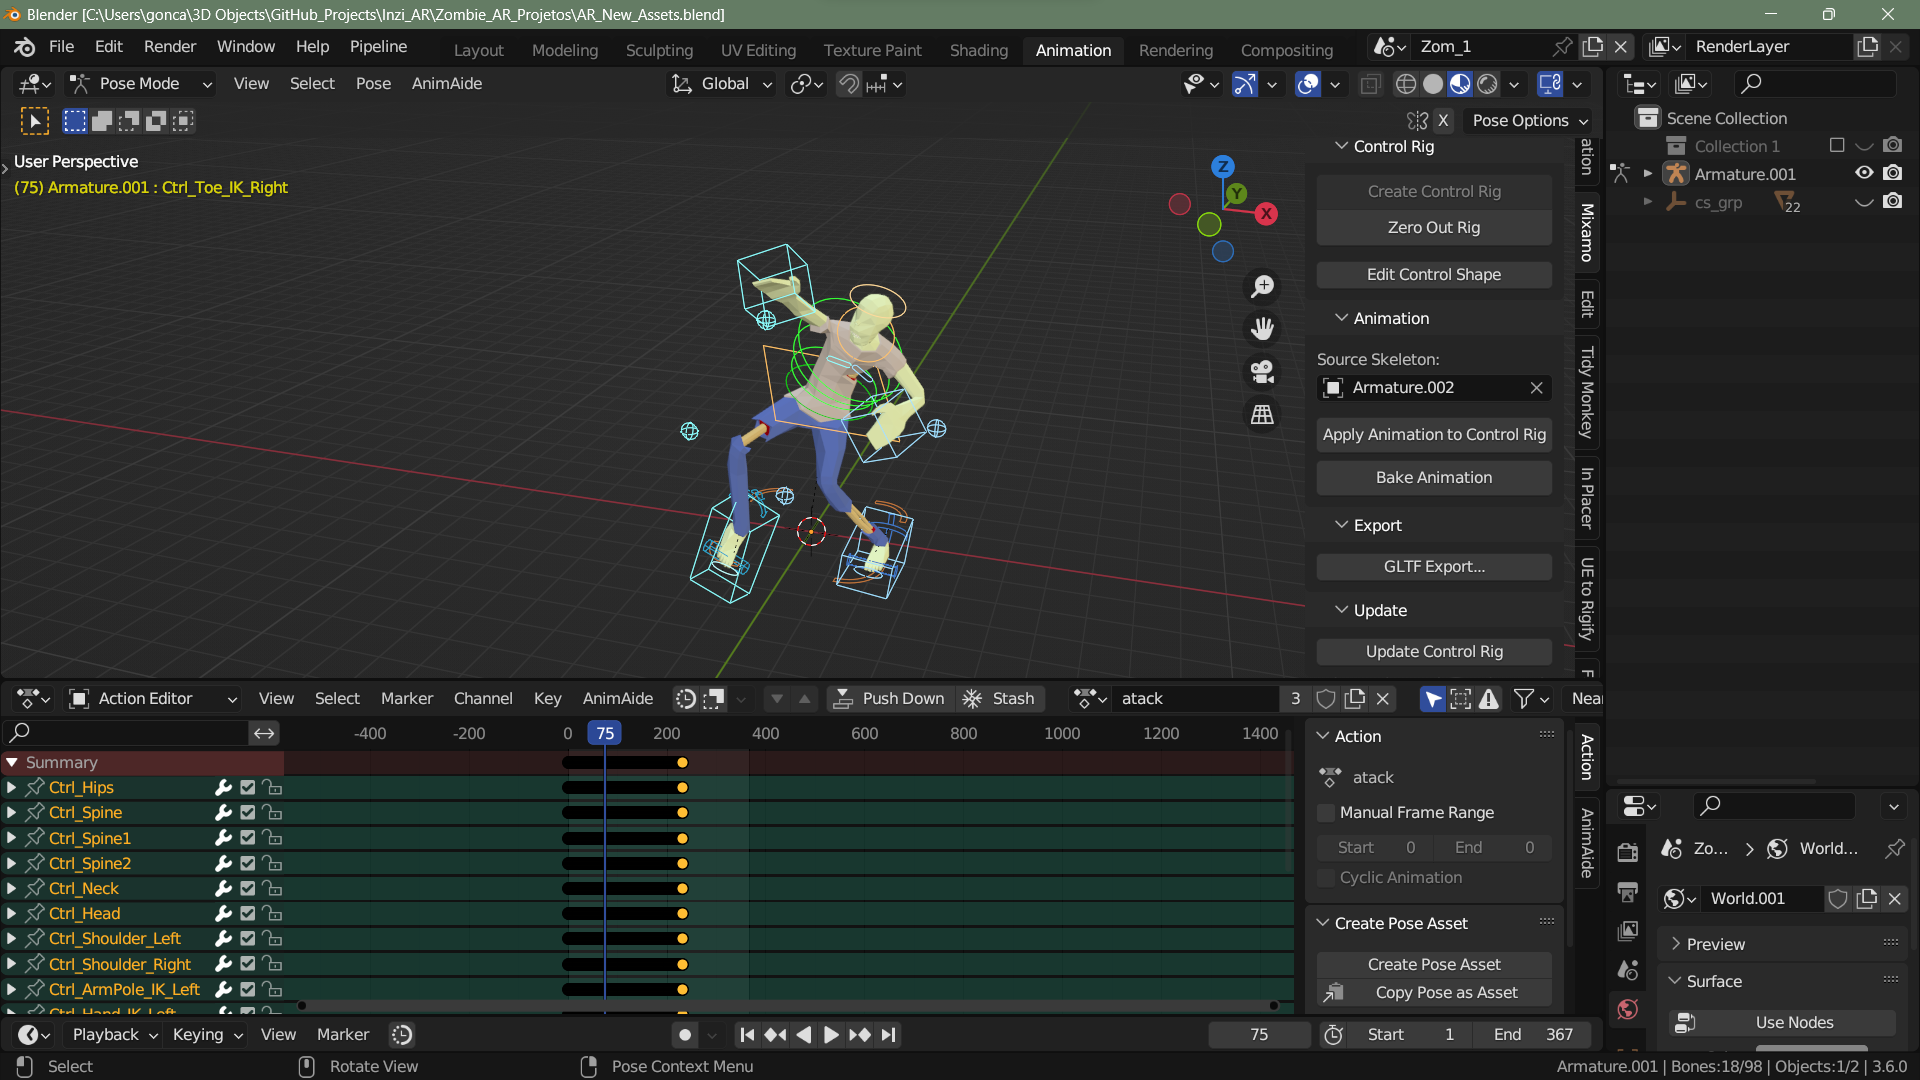 Blender [C:\Users\gonca\3D Objects\GitHub_Projects\Inzi_AR\Zombie_AR_Projetos\AR_New_Assets.blend]
File Edit Render Window Help Pipeline
Layout Modeling Sculpting UV Editing Texture Paint Shading Animation Rendering Compositing
Zom_1
RenderLayer
Pose Mode View Select Pose AnimAide
Global
X Pose Options
User Perspective
(75) Armature.001 : Ctrl_Toe_IK_Right
Z
Y
X
Control Rig
Create Control Rig
Zero Out Rig
Edit Control Shape
Animation
Source Skeleton:
Armature.002
Apply Animation to Control Rig
Bake Animation
Export
GLTF Export...
Update
Update Control Rig
ation
Mixamo
Edit
Tidy Monkey
In Placer
UE to Rigify
Scene Collection
Collection 1
Armature.001
cs_grp 22
Action Editor View Select Marker Channel Key AnimAide
Push Down Stash
atack 3
Nea
-400 -200 0 75 200 400 600 800 1000 1200 1400
Summary
Ctrl_Hips
Ctrl_Spine
Ctrl_Spine1
Ctrl_Spine2
Ctrl_Neck
Ctrl_Head
Ctrl_Shoulder_Left
Ctrl_Shoulder_Right
Ctrl_ArmPole_IK_Left
Ctrl_Hand_IK_Left
Action
atack
Manual Frame Range
Start 0 End 0
Cyclic Animation
Create Pose Asset
Create Pose Asset
Copy Pose as Asset
Action
AnimAide
Zo... World...
World.001
Preview
Surface
Use Nodes
Playback Keying View Marker
75
Start 1 End 367
Select
Rotate View
Pose Context Menu
Armature.001 | Bones:18/98 | Objects:1/2 | 3.6.0